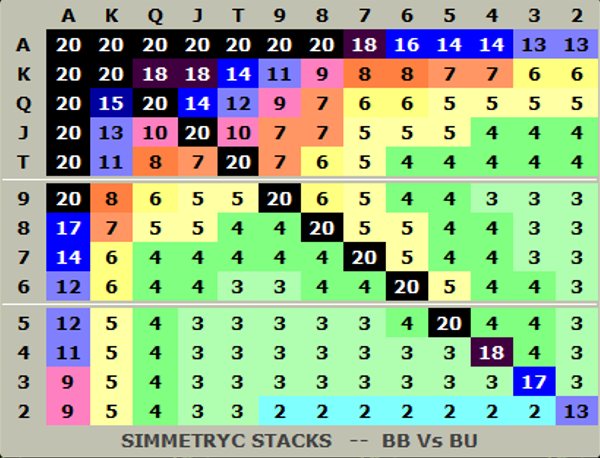 A K Q J T 9 8 7 6 5 4 3 2
A 20 20 20 20 20 20 20 18 16 14 14 13 13
K 20 20 18 18 14 11 9 8 8 7 7 6 6
Q 20 15 20 14 12 9 7 6 6 5 5 5 5
J 20 13 10 20 10 7 7 5 5 5 4 4 4
T 20 11 8 7 20 7 6 5 4 4 4 4 4
9 20 8 6 5 5 20 6 5 4 4 3 3 3
8 17 7 5 5 4 4 20 5 5 4 4 3 3
7 14 6 4 4 4 4 4 20 5 4 4 3 3
6 12 6 4 4 3 3 4 4 20 5 4 4 3
5 12 5 4 3 3 3 3 3 4 20 4 4 3
4 11 5 4 3 3 3 3 3 3 3 18 4 3
3 9 5 4 3 3 3 3 3 3 3 3 17 3
2 9 5 4 3 3 2 2 2 2 2 2 2 13
SIMMETRYC STACKS -- BB Vs BU